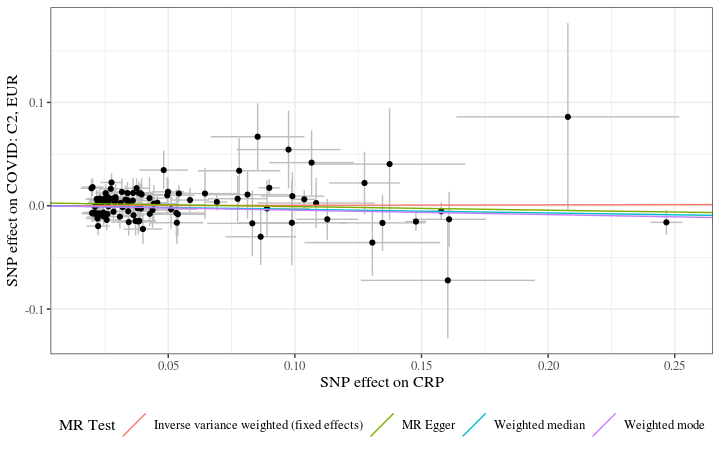 SNP effect on COVID: C2, EUR
0.1
0.0
-0.1
0.05 0.10 0.15 0.20 0.25
SNP effect on CRP
MR Test Inverse variance weighted (fixed effects) MR Egger Weighted median Weighted mode